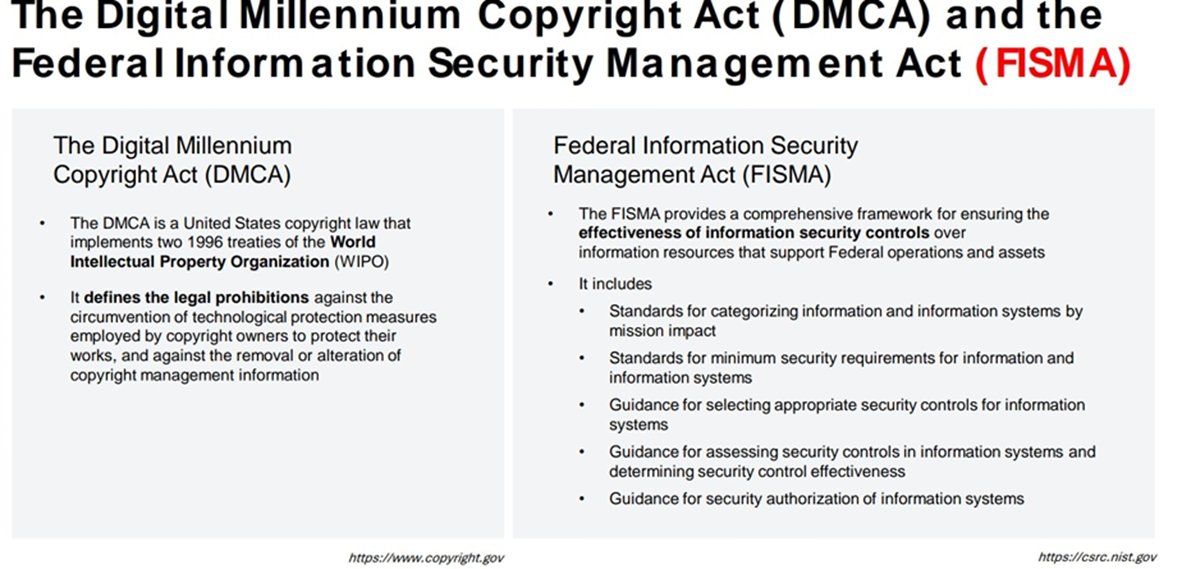 The Digital Millennium Copyright Act (DMCA) and the
Federal Information Security Management Act (FISMA)
The Digital Millennium
Copyright Act (DMCA)
• The DMCA is a United States copyright law that
implements two 1996 treaties of the World
Intellectual Property Organization (WIPO)
• It defines the legal prohibitions against the
circumvention of technological protection measures
employed by copyright owners to protect their
works, and against the removal or alteration of
copyright management information
https://www.copyright.gov
Federal Information Security
Management Act (FISMA)
• The FISMA provides a comprehensive framework for ensuring the
effectiveness of information security controls over
information resources that support Federal operations and assets
• It includes
• Standards for categorizing information and information systems by
mission impact
• Standards for minimum security requirements for information and
information systems
• Guidance for selecting appropriate security controls for information
systems
• Guidance for assessing security controls in information systems and
determining security control effectiveness
• Guidance for security authorization of information systems
https://csrc.nist.gov